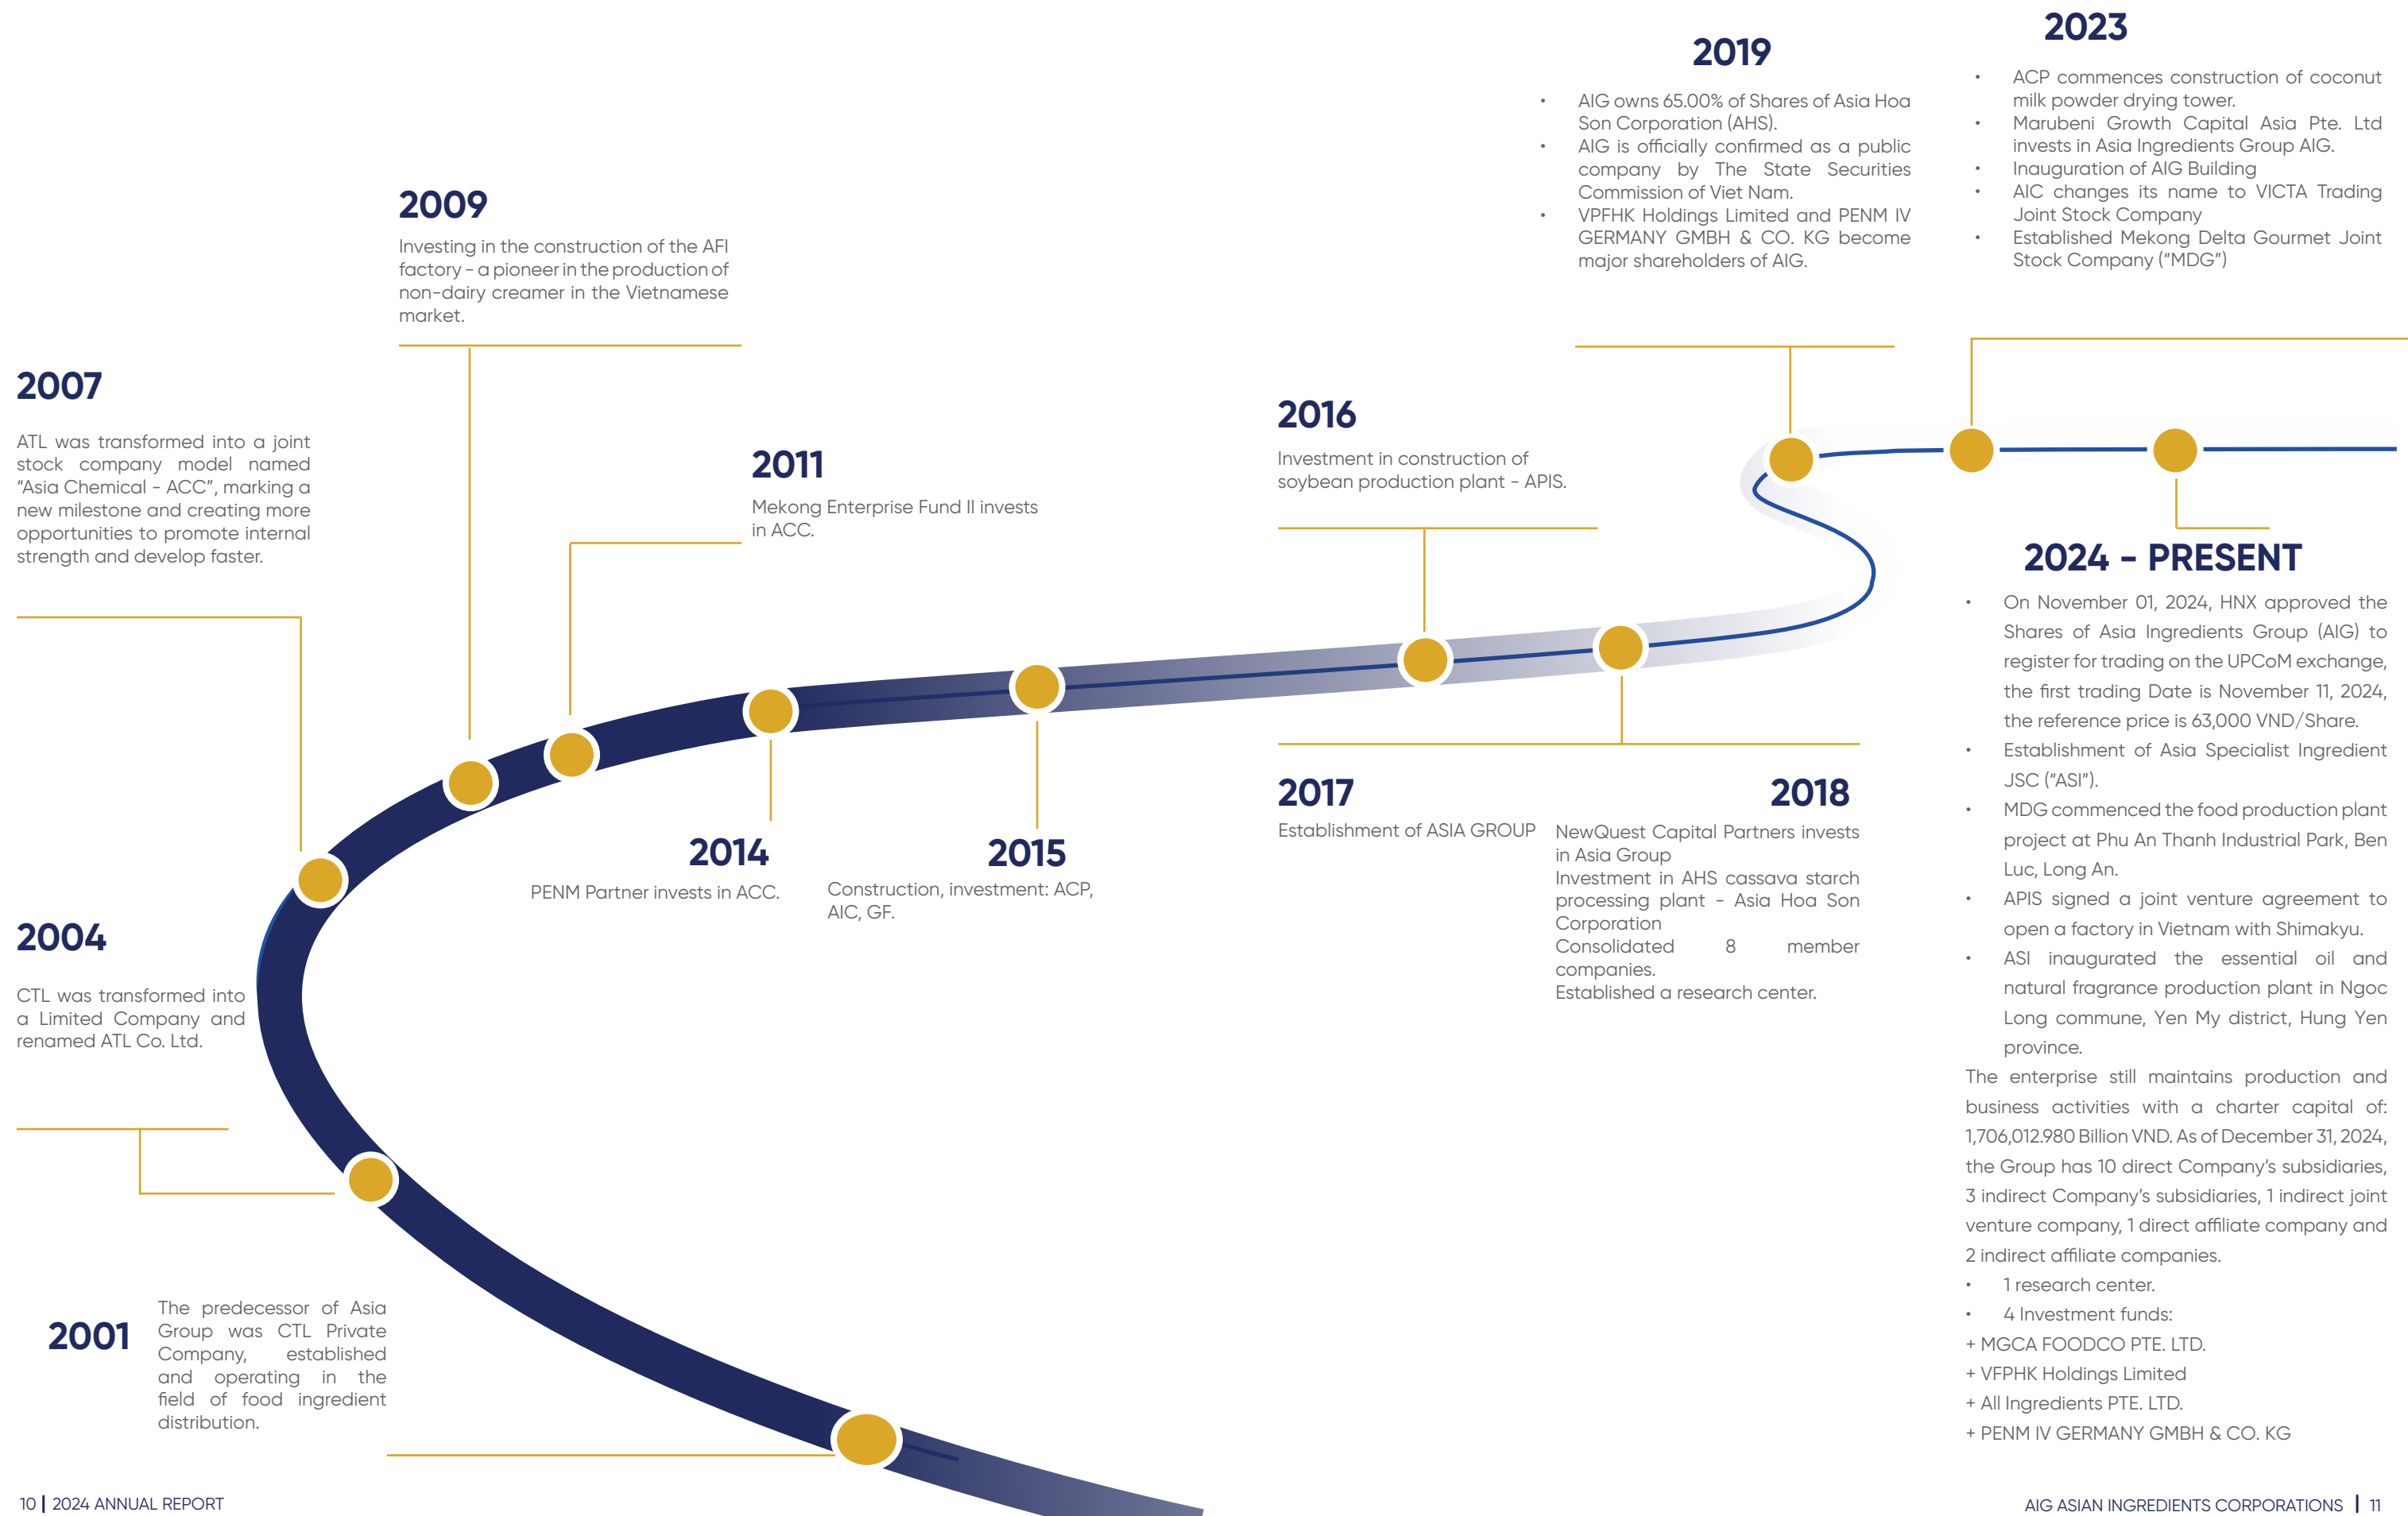 2001
The predecessor of Asia
Group was CTL Private
Company, established
and operating in the
field of food ingredient
distribution.
2004
CTL was transformed into
a Limited Company and
renamed ATL Co. Ltd.
2007
ATL was transformed into a joint
stock company model named
“Asia Chemical - ACC”, marking a
new milestone and creating more
opportunities to promote internal
strength and develop faster.
2009
Investing in the construction of the AFI
factory - a pioneer in the production of
non-dairy creamer in the Vietnamese
market.
2011
Mekong Enterprise Fund II invests
in ACC.
2014
PENM Partner invests in ACC.
2015
Construction, investment: ACP,
AIC, GF.
2016
Investment in construction of
soybean production plant - APIS.
2017
Establishment of ASIA GROUP
2018
NewQuest Capital Partners invests
in Asia Group
Investment in AHS cassava starch
processing plant - Asia Hoa Son
Corporation
Consolidated 8 member
companies.
Established a research center.
2019
• AIG owns 65.00% of Shares of Asia Hoa
Son Corporation (AHS).
• AIG is officially confirmed as a public
company by The State Securities
Commission of Viet Nam.
• VPFHK Holdings Limited and PENM IV
GERMANY GMBH & CO. KG become
major shareholders of AIG.
2023
• ACP commences construction of coconut
milk powder drying tower.
• Marubeni Growth Capital Asia Pte. Ltd
invests in Asia Ingredients Group AIG.
• Inauguration of AIG Building
• AIC changes its name to VICTA Trading
Joint Stock Company
• Established Mekong Delta Gourmet Joint
Stock Company (“MDG”)
2024 - PRESENT
• On November 01, 2024, HNX approved the
Shares of Asia Ingredients Group (AIG) to
register for trading on the UPCoM exchange,
the first trading Date is November 11, 2024,
the reference price is 63,000 VND/Share.
• Establishment of Asia Specialist Ingredient
JSC (“ASI”).
• MDG commenced the food production plant
project at Phu An Thanh Industrial Park, Ben
Luc, Long An.
• APIS signed a joint venture agreement to
open a factory in Vietnam with Shimakyu.
• ASI inaugurated the essential oil and
natural fragrance production plant in Ngoc
Long commune, Yen My district, Hung Yen
province.
The enterprise still maintains production and
business activities with a charter capital of:
1,706,012.980 Billion VND. As of December 31, 2024,
the Group has 10 direct Company’s subsidiaries,
3 indirect Company’s subsidiaries, 1 indirect joint
venture company, 1 direct affiliate company and
2 indirect affiliate companies.
• 1 research center.
• 4 Investment funds:
+ MGCA FOODCO PTE. LTD.
+ VFPHK Holdings Limited
+ All Ingredients PTE. LTD.
+ PENM IV GERMANY GMBH & CO. KG
10 | 2024 ANNUAL REPORT
AIG ASIAN INGREDIENTS CORPORATIONS | 11